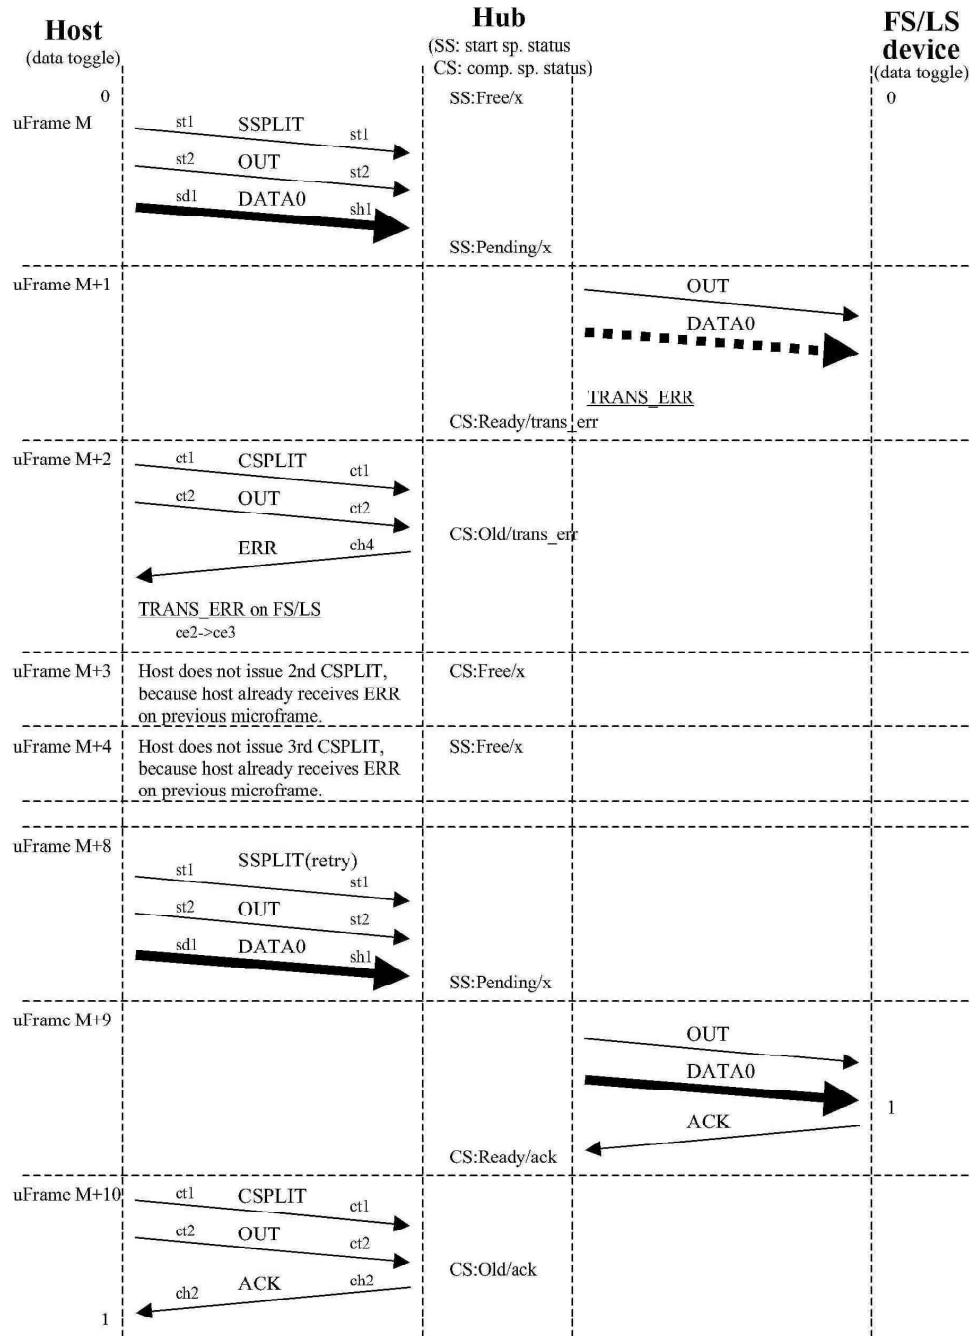 Host
(data toggle)
Hub
(SS: start sp. status
CS: comp. sp. status)
FS/LS
device
(data toggle)
0
SS:Free/x
0
uFrame M
st1 SSPLIT st1
st2 OUT st2
sd1 DATA0 sh1
SS:Pending/x
uFrame M+1
OUT
DATA0
TRANS_ERR
CS:Ready/trans_err
uFrame M+2
ct1 CSPLIT ct1
ct2 OUT ct2
CS:Old/trans_err
ERR ch4
TRANS_ERR on FS/LS
ce2->ce3
uFrame M+3
Host does not issue 2nd CSPLIT,
because host already receives ERR
on previous microframe.
CS:Free/x
uFrame M+4
Host does not issue 3rd CSPLIT,
because host already receives ERR
on previous microframe.
SS:Free/x
uFrame M+8
SSPLIT(retry)
st1 st1
st2 OUT st2
sd1 DATA0 sh1
SS:Pending/x
uFrame M+9
OUT
DATA0
1
ACK
CS:Ready/ack
uFrame M+10
ct1 CSPLIT ct1
ct2 OUT ct2
CS:Old/ack
ch2 ACK ch2
1